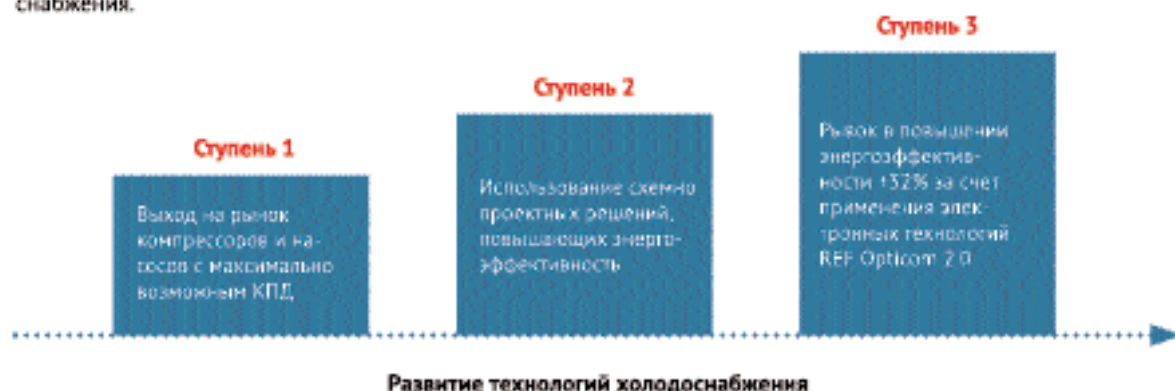 снабжения.
Ступень 3
Ступень 2
Ступень 1
Выход на рынок
компрессоров и на-
сосов с максимально
возможным КПД
Использование схемно
проектных решений,
повышающих энерго-
эффективность
Рывок в повышении
энергоэффектив-
ности +32% за счет
применения элек-
тронных технологий
REF Opticom 2.0
Развитие технологий холодоснабжения